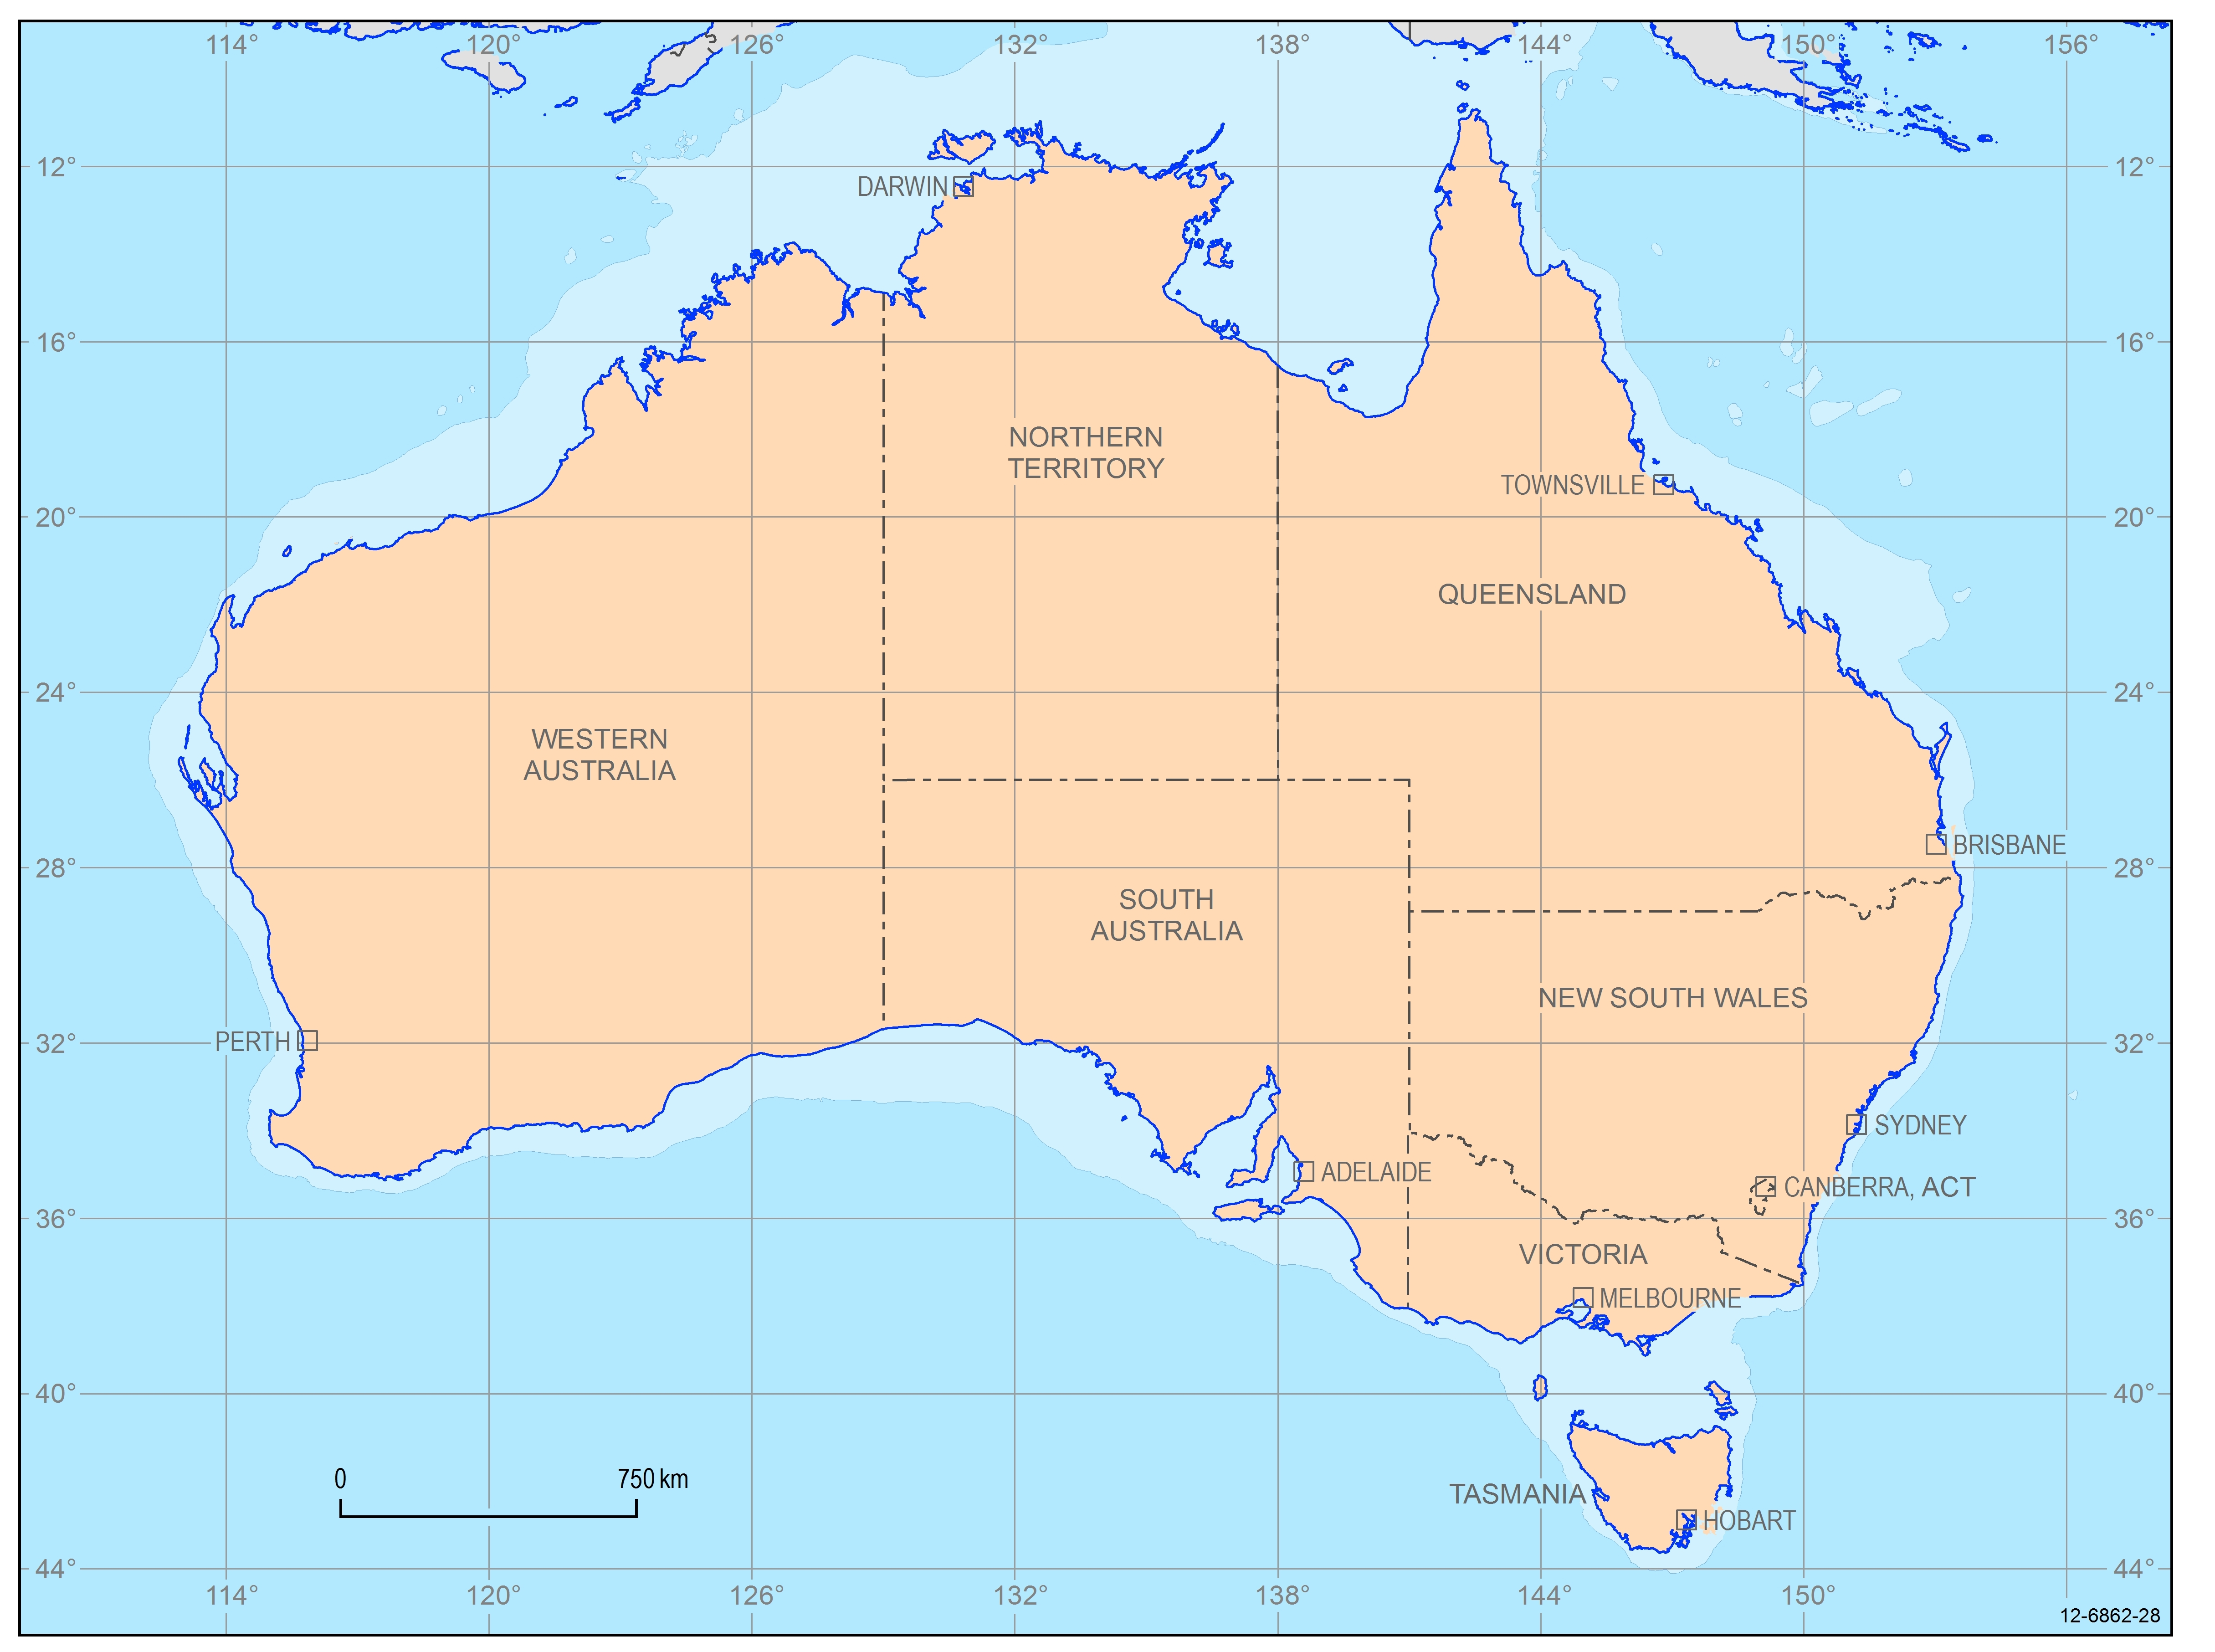 114° 120° 126° 132° 138° 144° 150° 156°
12° 12°
DARWIN
16° 16°
NORTHERN
TERRITORY
TOWNSVILLE
20° 20°
QUEENSLAND
24° 24°
WESTERN
AUSTRALIA
BRISBANE
28° 28°
SOUTH
AUSTRALIA
NEW SOUTH WALES
PERTH
32° 32°
SYDNEY
ADELAIDE
CANBERRA, ACT
36° 36°
VICTORIA
MELBOURNE
40° 40°
0 750 km
TASMANIA
HOBART
44° 44°
114° 120° 126° 132° 138° 144° 150°
12-6862-28